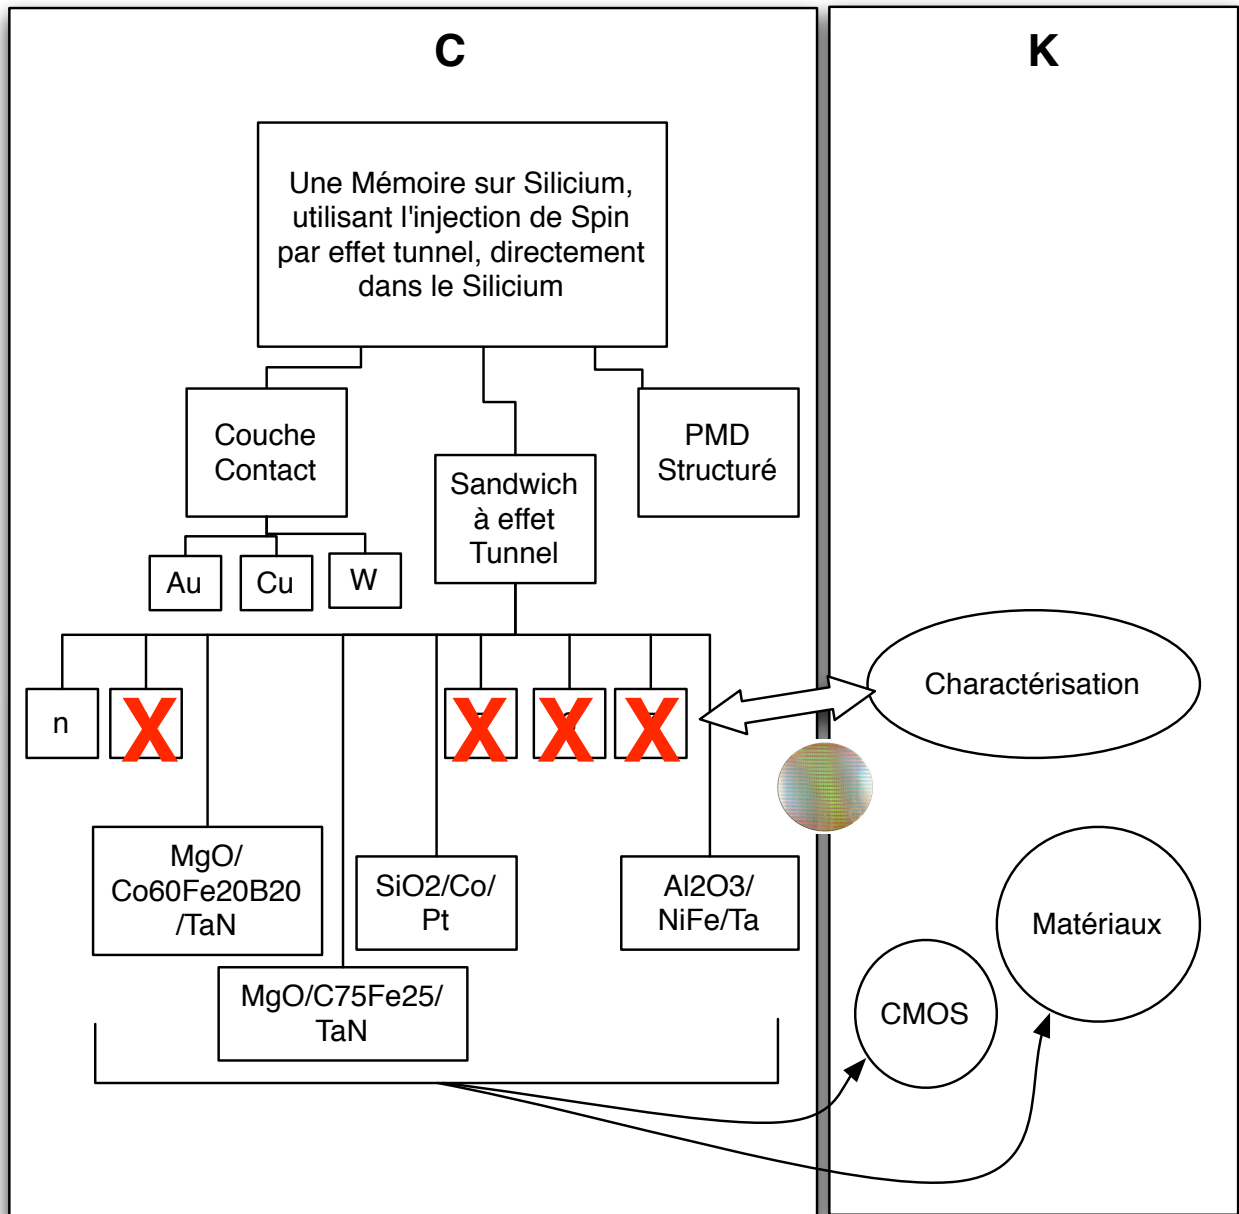 C
K
Une Mémoire sur Silicium,
utilisant l'injection de Spin
par effet tunnel, directement
dans le Silicium
Couche
Contact
PMD
Structuré
Sandwich
à effet
Tunnel
Au
Cu
W
n
X
X
X
X
Charactérisation
MgO/
Co60Fe20B20
/TaN
SiO2/Co/
Pt
Al2O3/
NiFe/Ta
Matériaux
MgO/C75Fe25/
TaN
CMOS